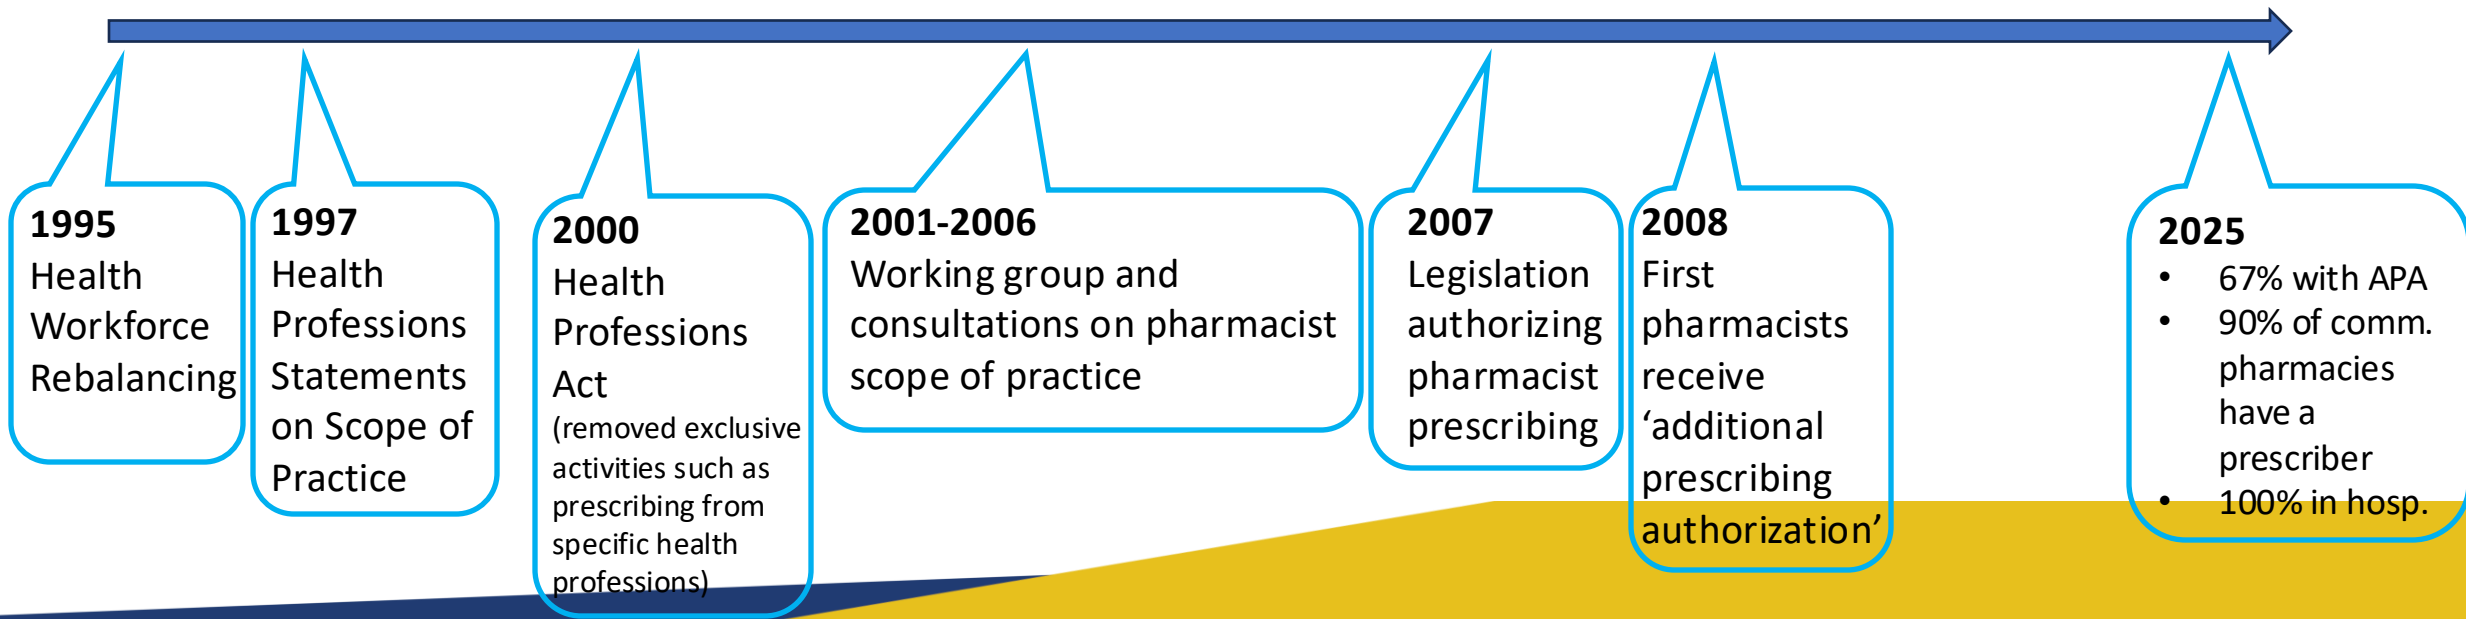 1995
Health
Workforce
Rebalancing
1997
Health
Professions
Statements
on Scope of
Practice
2000
Health
Professions
Act
(removed exclusive
activities such as
prescribing from
specific health
professions)
2001-2006
Working group and
consultations on pharmacist
scope of practice
2007
Legislation
authorizing
pharmacist
prescribing
2008
First
pharmacists
receive
‘additional
prescribing
authorization’
2025
• 67% with APA
• 90% of comm.
pharmacies
have a
prescriber
• 100% in hosp.